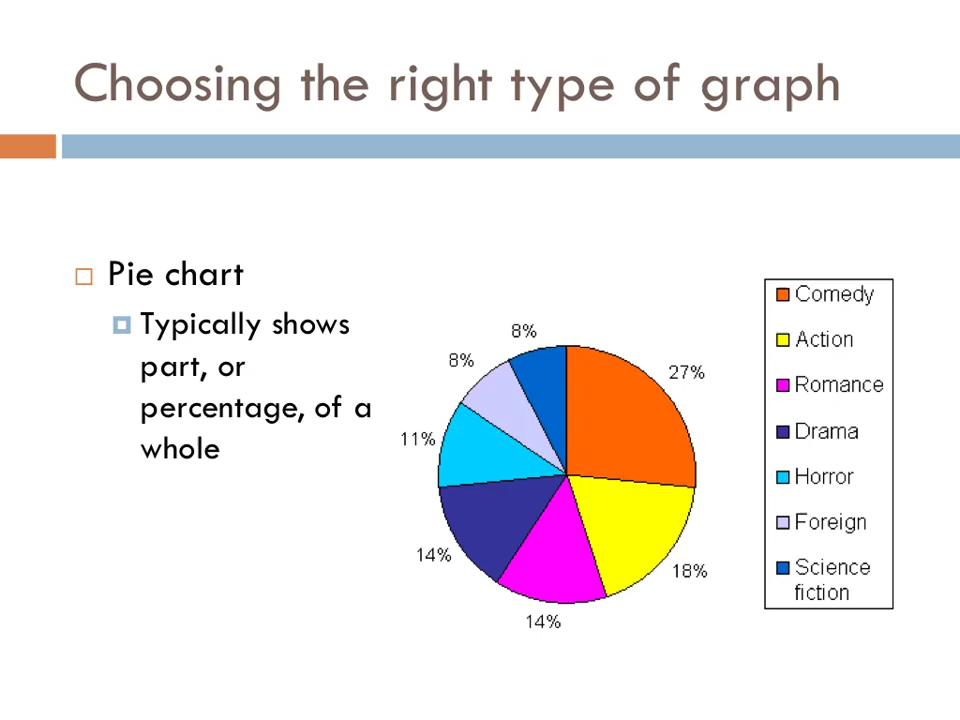 Choosing the right type of graph
Pie chart
Typically shows
part, or
percentage, of a
whole
8%
8%
27%
11%
14%
18%
14%
Comedy
Action
Romance
Drama
Horror
Foreign
Science
fiction